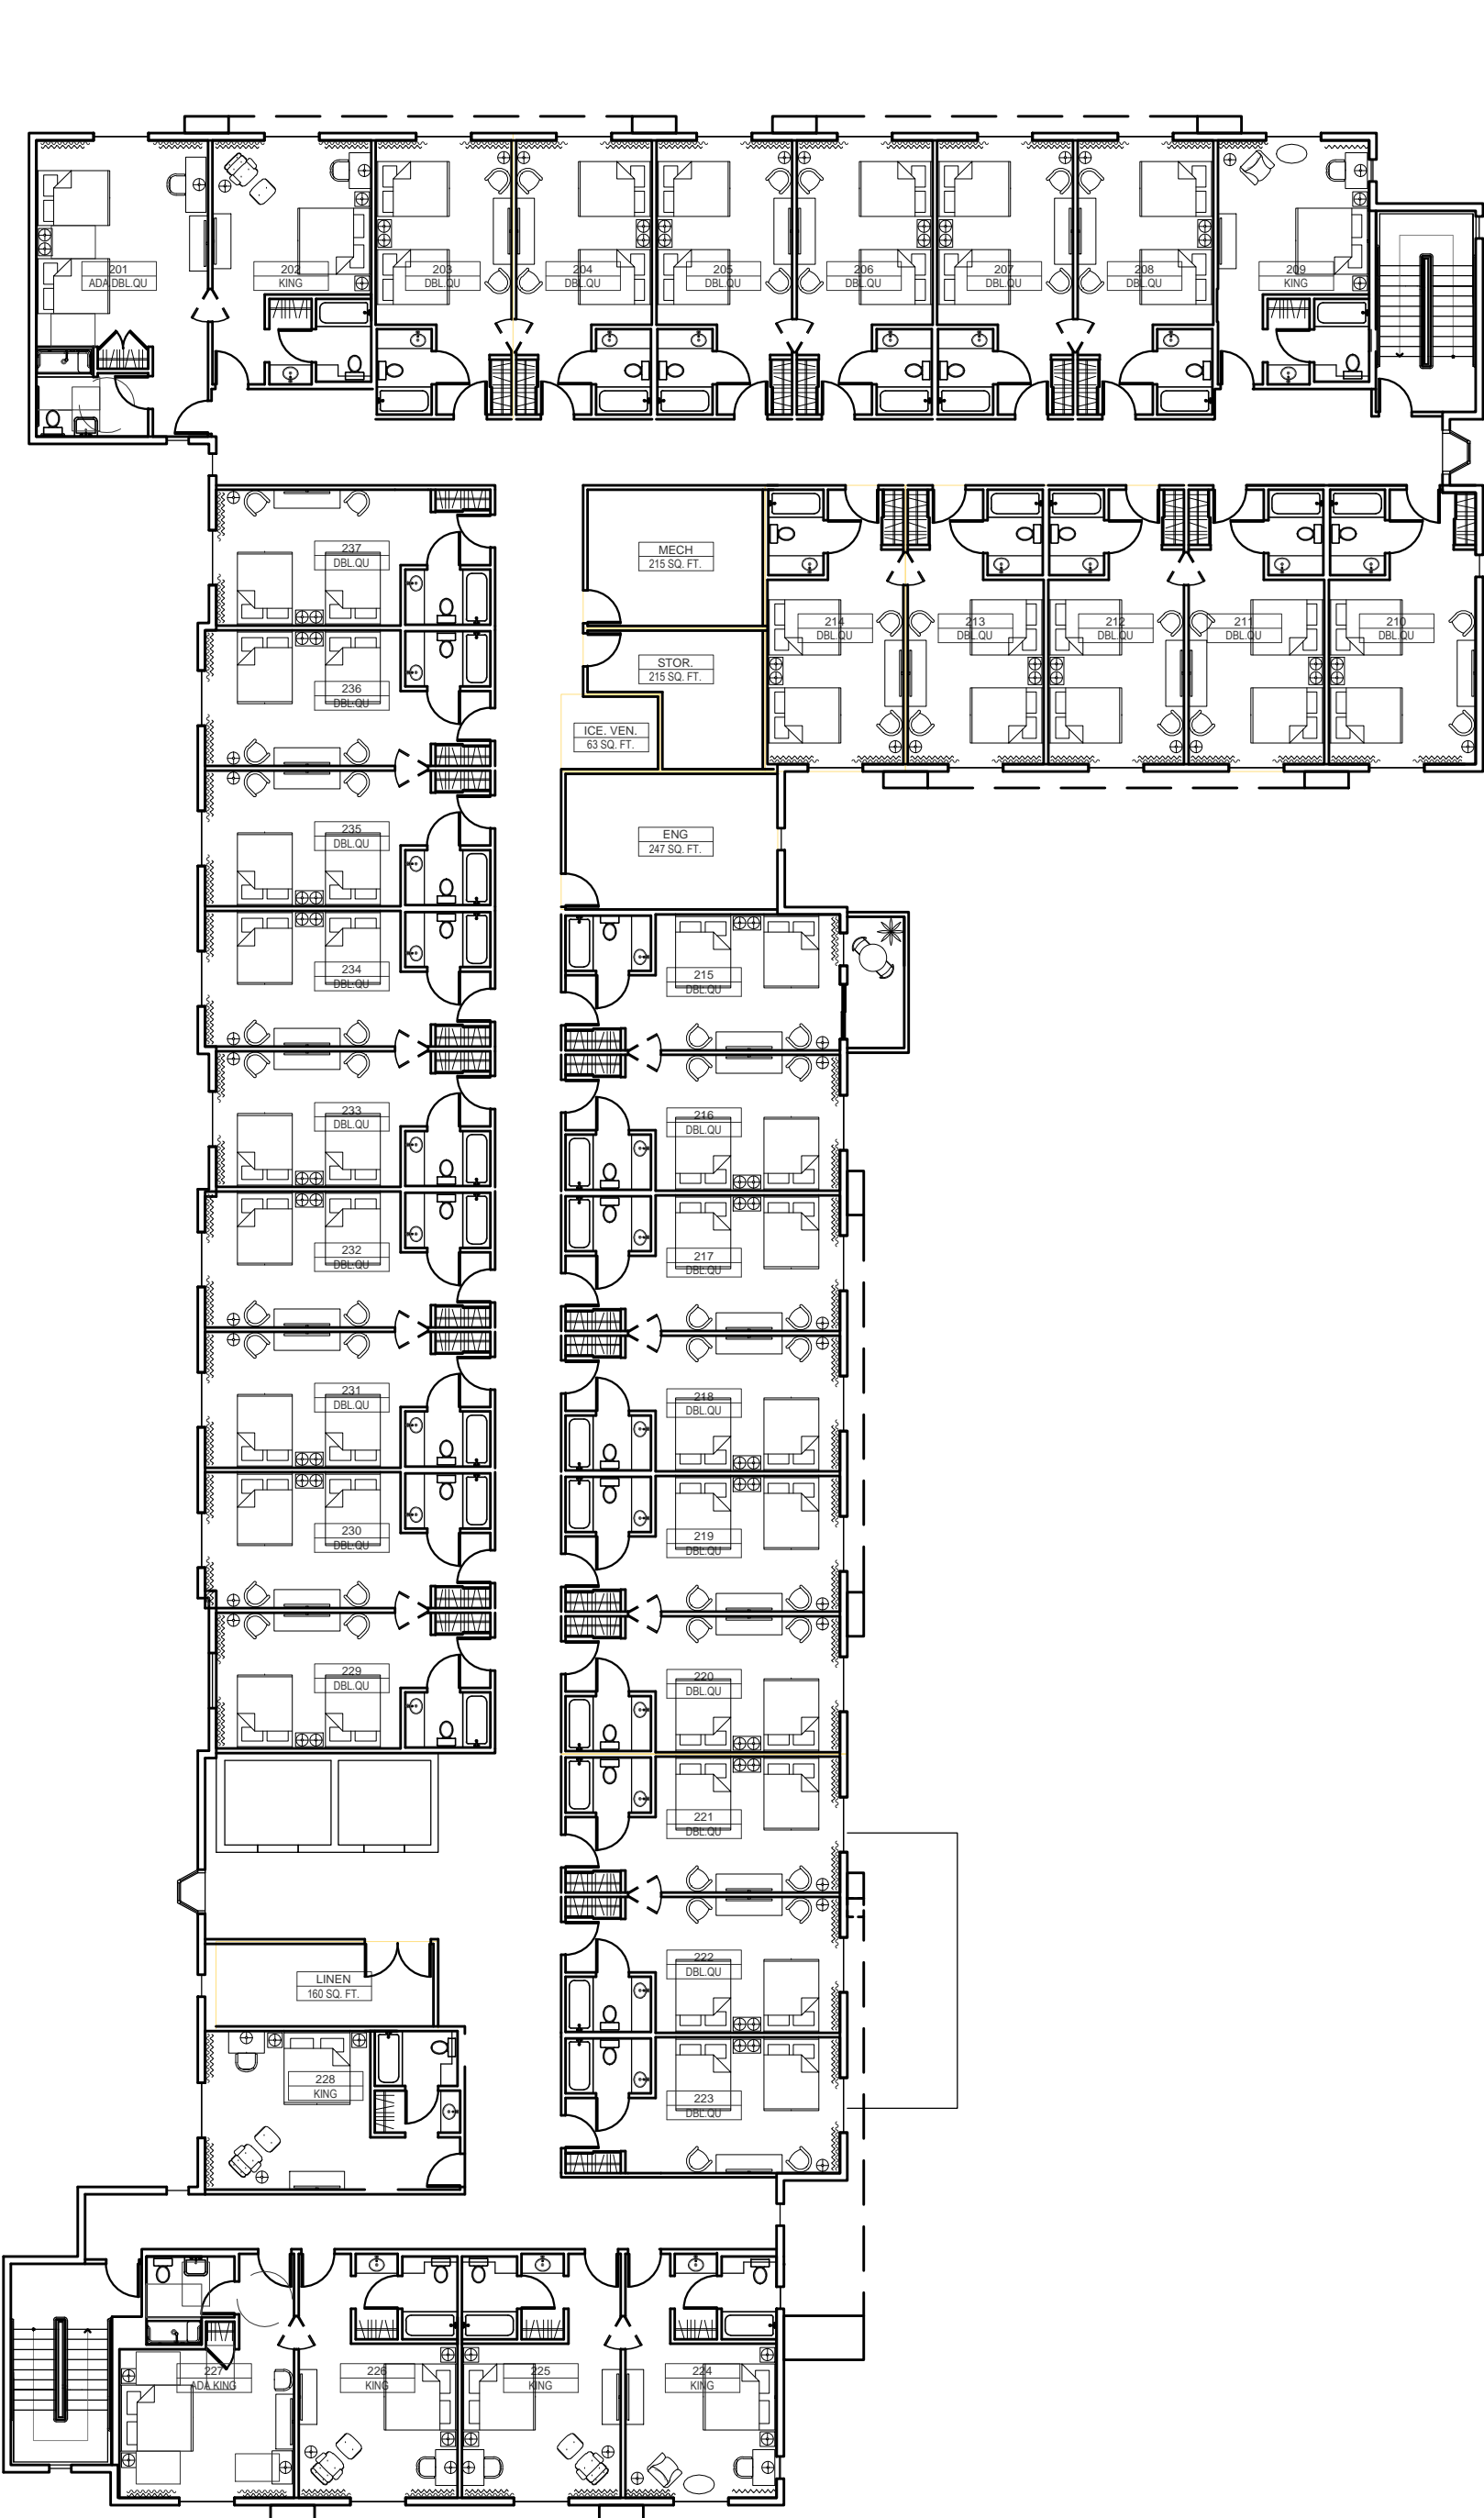 201
ADA DBL.QU
202
KING
203
DBL.QU
204
DBL.QU
205
DBL.QU
206
DBL.QU
207
DBL.QU
208
DBL.QU
209
KING
237
DBL.QU
MECH
215 SQ. FT.
214
DBL.QU
213
DBL.QU
212
DBL.QU
211
DBL.QU
210
DBL.QU
236
DBL.QU
STOR.
215 SQ. FT.
ICE. VEN.
63 SQ. FT.
235
DBL.QU
ENG
247 SQ. FT.
234
DBL.QU
215
DBL.QU
233
DBL.QU
216
DBL.QU
232
DBL.QU
217
DBL.QU
231
DBL.QU
218
DBL.QU
230
DBL.QU
219
DBL.QU
229
DBL.QU
220
DBL.QU
221
DBL.QU
222
DBL.QU
LINEN
160 SQ. FT.
228
KING
223
DBL.QU
227
ADA.KING
226
KING
225
KING
224
KING